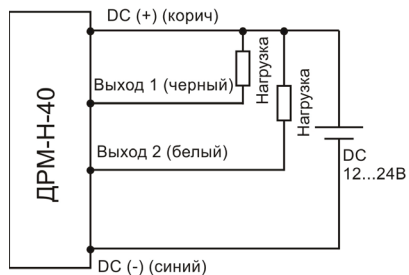 DC (+) (корич)
Выход 1 (черный)
Нагрузка
Нагрузка
ДРМ-Н-40
Выход 2 (белый)
DC
12...24В
DC (-) (синий)